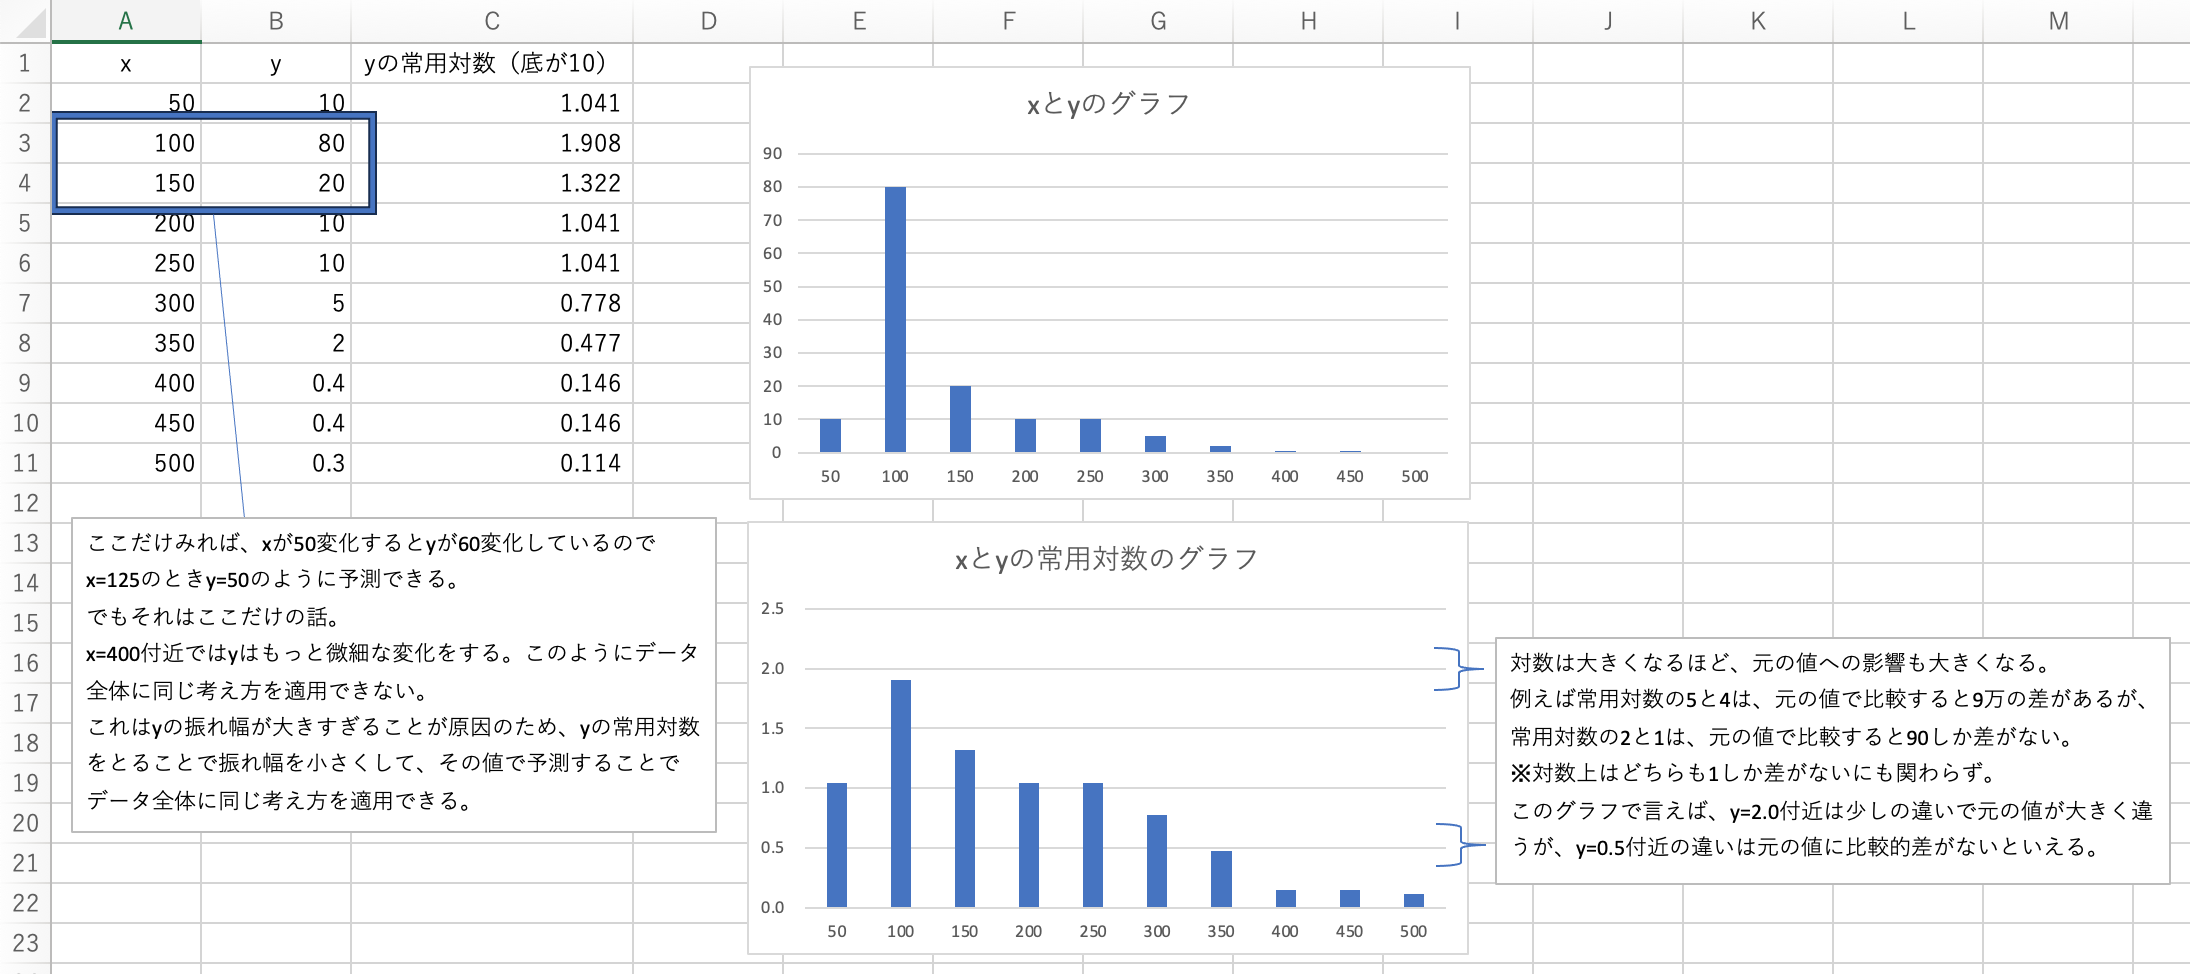 A B C D E F G H I J K L M
1 x y yの常用対数（底が10）
2 50 10 1.041
3 100 80 1.908
4 150 20 1.322
5 200 10 1.041
6 250 10 1.041
7 300 5 0.778
8 350 2 0.477
9 400 0.4 0.146
10 450 0.4 0.146
11 500 0.3 0.114
12
13
14
15
16
17
18
19
20
21
22
23
ここだけみれば、xが50変化するとyが60変化しているので
x=125のときy=50のように予測できる。
でもそれはここだけの話。
x=400付近ではyはもっと微細な変化をする。このようにデータ
全体に同じ考え方を適用できない。
これはyの振れ幅が大きすぎることが原因のため、yの常用対数
をとることで振れ幅を小さくして、その値で予測することで
データ全体に同じ考え方を適用できる。
xとyのグラフ
90
80
70
60
50
40
30
20
10
0
50 100 150 200 250 300 350 400 450 500
xとyの常用対数のグラフ
2.5
2.0
1.5
1.0
0.5
0.0
50 100 150 200 250 300 350 400 450 500
対数は大きくなるほど、元の値への影響も大きくなる。
例えば常用対数の5と4は、元の値で比較すると9万の差があるが、
常用対数の2と1は、元の値で比較すると90しか差がない。
※対数上はどちらも1しか差がないにも関わらず。
このグラフで言えば、y=2.0付近は少しの違いで元の値が大きく違
うが、y=0.5付近の違いは元の値に比較的差がないといえる。